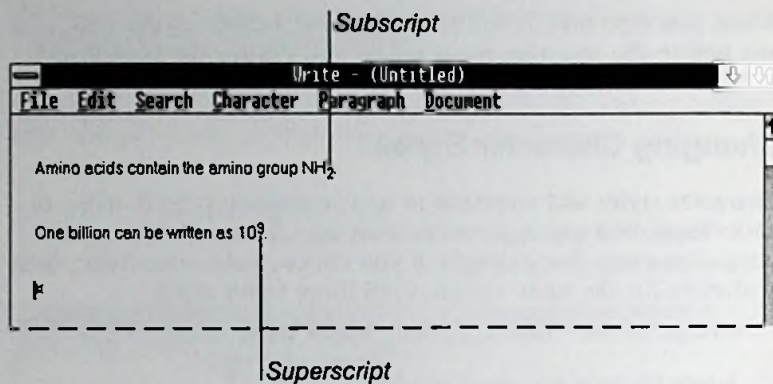 Subscript
Write - (Untitled)
File Edit Search Character Paragraph Document
Amino acids contain the amino group NH₂.
One billion can be written as 10⁹.
Superscript